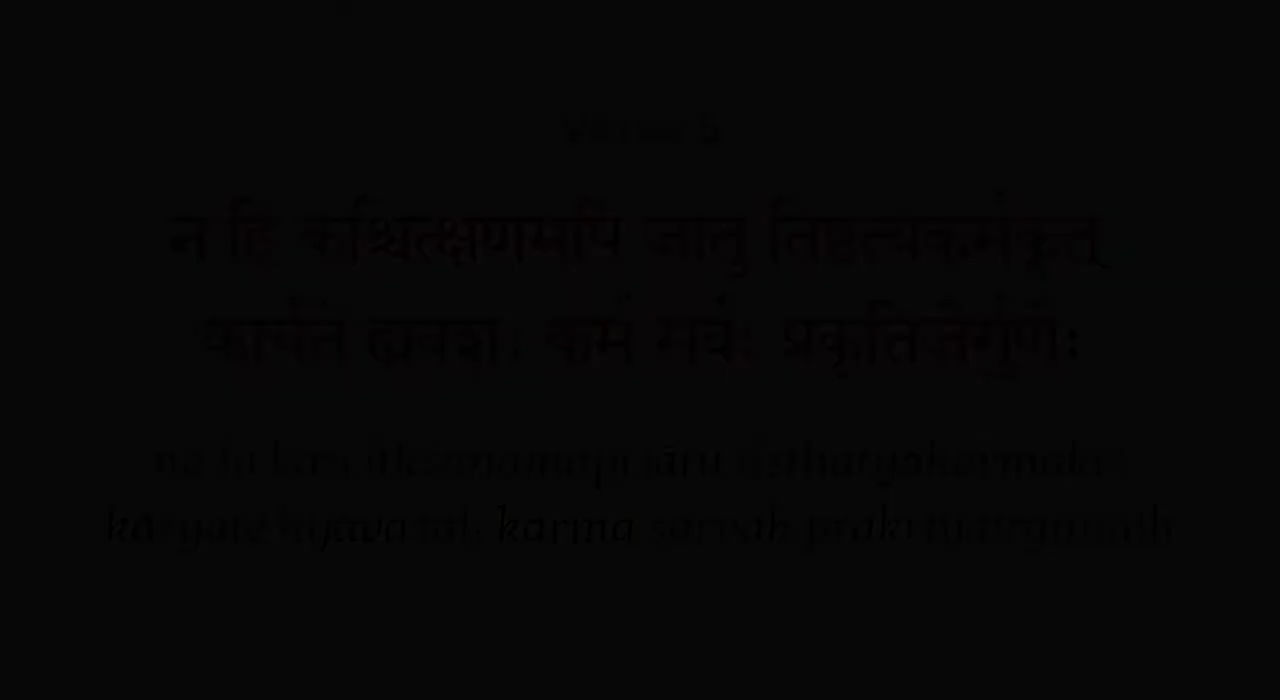 Verse 5
न हि कश्चित्क्षणमपि जातु तिष्ठत्यकर्मकृत्
कार्यते ह्यवशः कर्म सर्वः प्रकृतिजैर्गुणैः
na hi kaścitkṣaṇamapi jātu tiṣṭhatyakarmakṛt
kāryate hyavaśaḥ karma sarvaḥ prakṛtijairguṇaiḥ